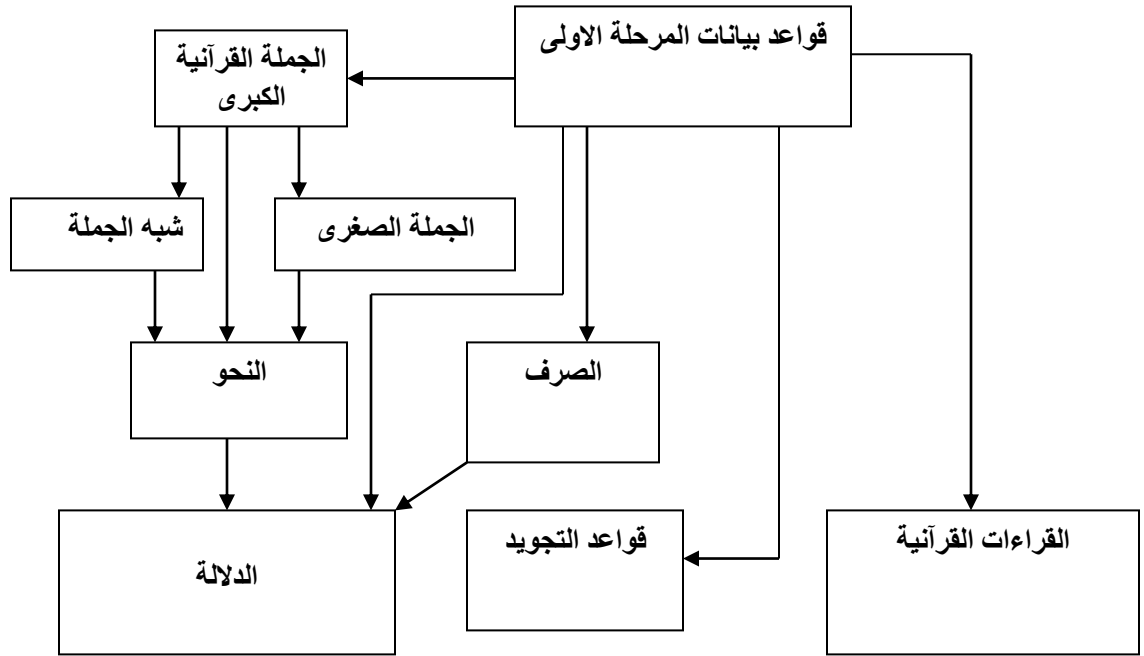 قواعد بيانات المرحلة الاولى
الجملة القرآنية
الكبرى
الجملة الصغرى
شبه الجملة
الصرف
النحو
القراءات القرآنية
قواعد التجويد
الدلالة